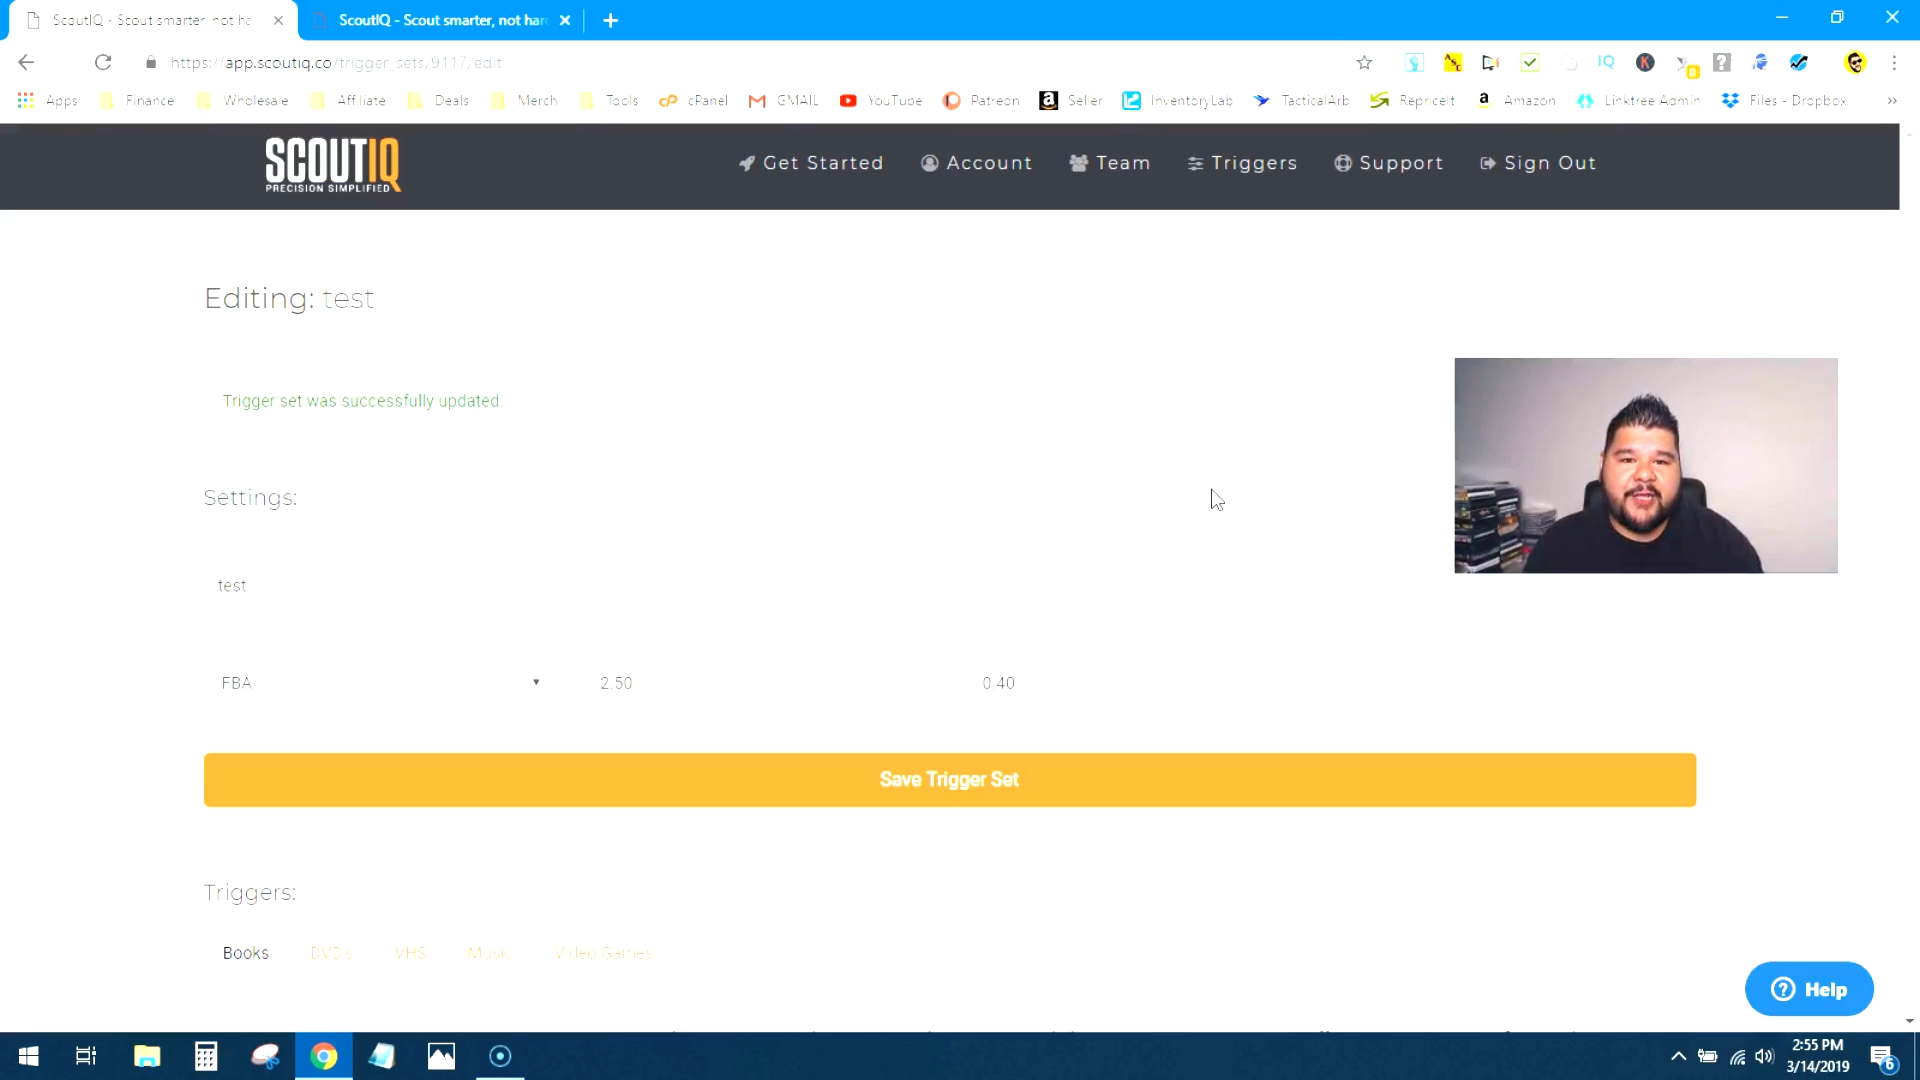 ScoutIQ - Scout smarter, not ha
ScoutIQ - Scout smarter, not har
https://app.scoutiq.co/trigger_sets/9117/edit
Apps Finance Wholesale Affiliate Deals Merch Tools cPanel GMAIL YouTube Patreon Seller InventoryLab TacticalArb RepriceIt Amazon Linktree Admin Files - Dropbox
SCOUTIQ
PRECISION SIMPLIFIED
Get Started Account Team Triggers Support Sign Out
Editing: test
Trigger set was successfully updated
Settings:
test
FBA 2.50 0.40
Save Trigger Set
Triggers:
Books DVDs VHS Music Video Games
Help
2:55 PM
3/14/2019
6